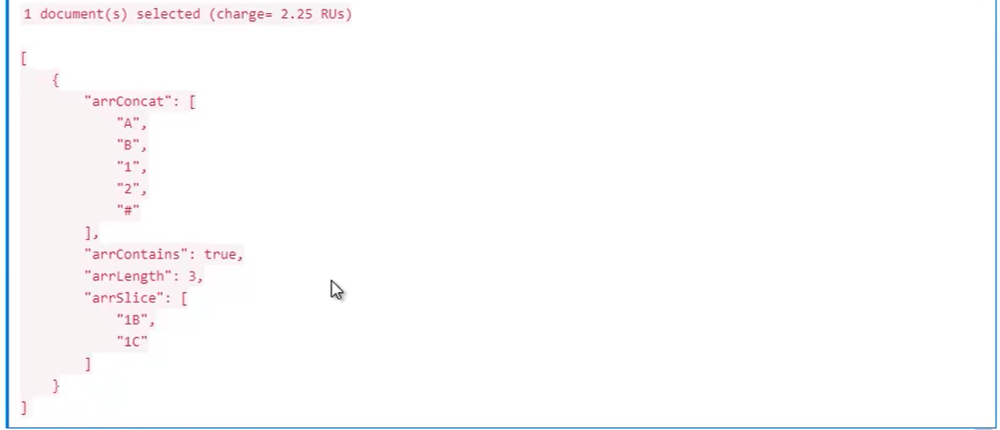 1 document(s) selected (charge= 2.25 RUs)
[
{
"arrConcat": [
"A",
"B",
"1",
"2",
"#"
],
"arrContains": true,
"arrLength": 3,
"arrSlice": [
"1B",
"1C"
]
}
]